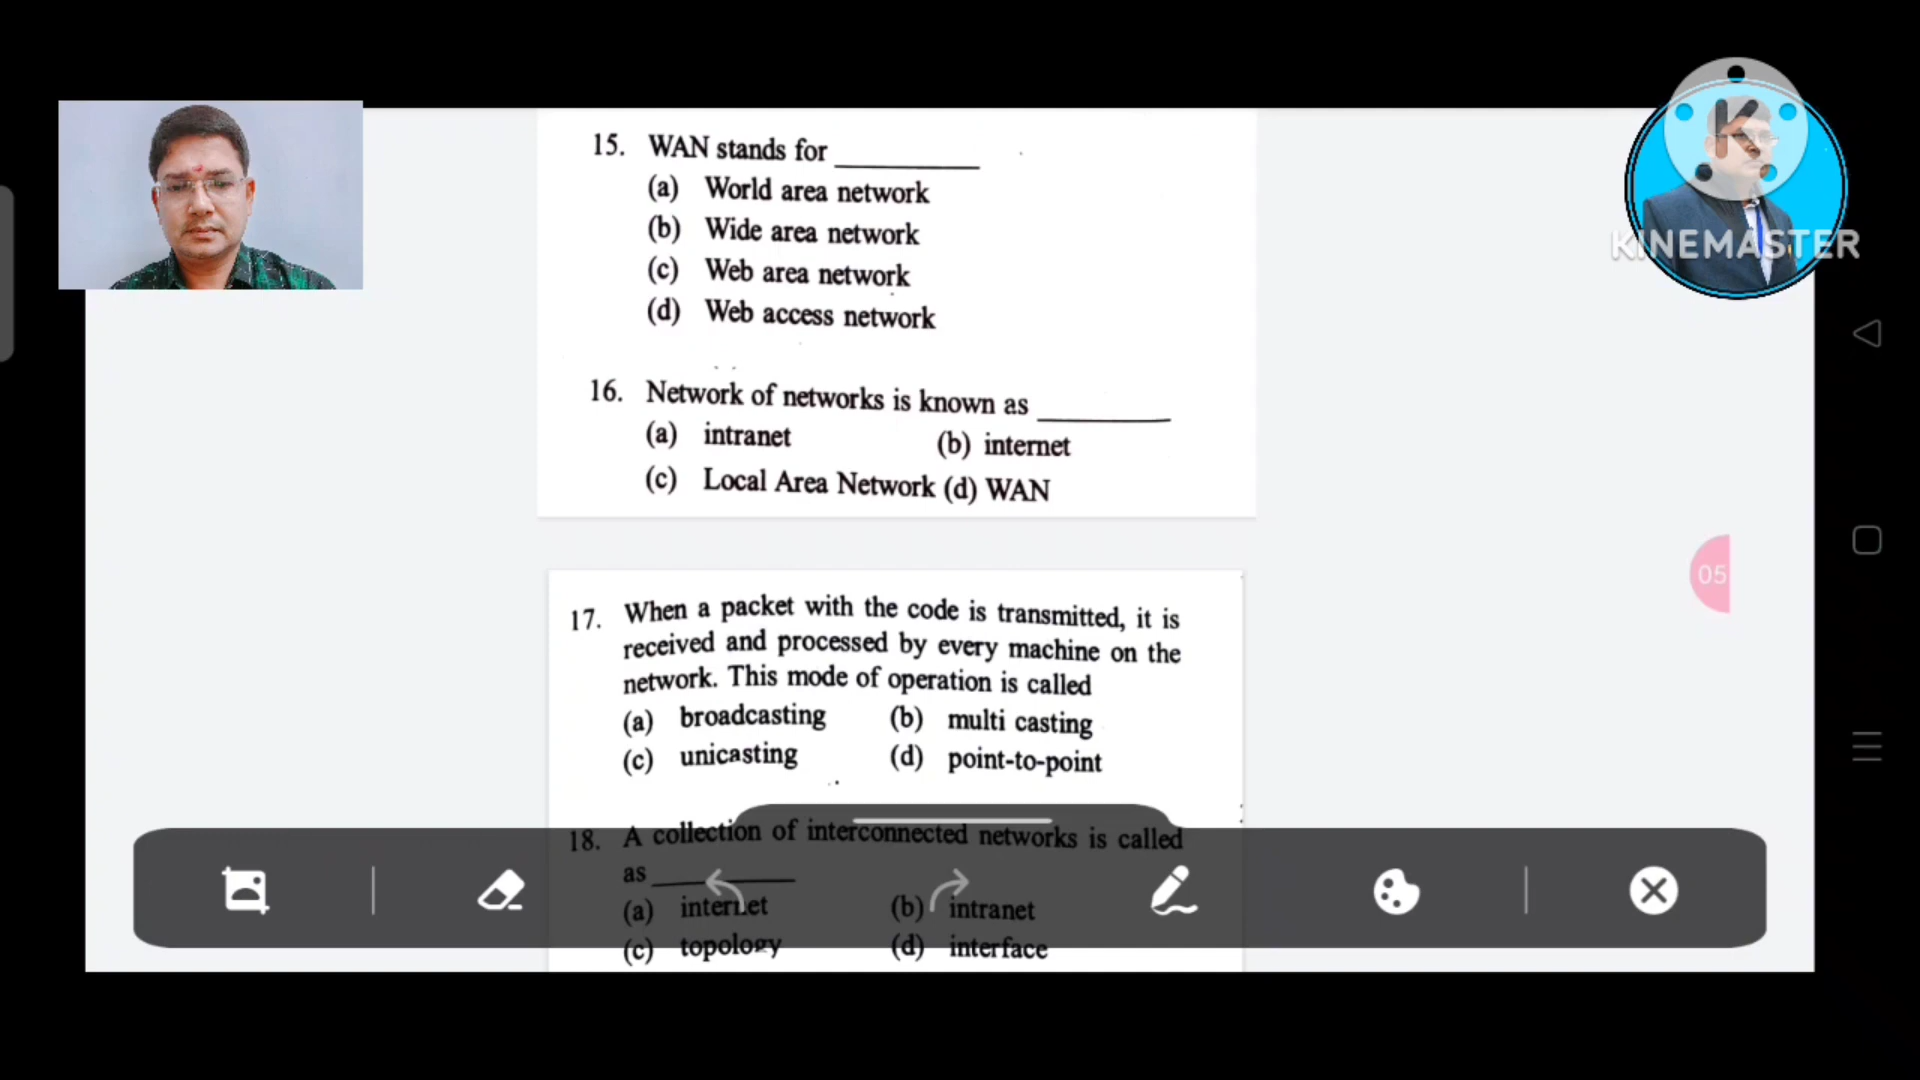 15. WAN stands for
(a) World area network
(b) Wide area network
(c) Web area network
(d) Web access network
16. Network of networks is known as
(a) intranet (b) internet
(c) Local Area Network (d) WAN
17. When a packet with the code is transmitted, it is
received and processed by every machine on the
network. This mode of operation is called
(a) broadcasting (b) multi casting
(c) unicasting (d) point-to-point
18. A collection of interconnected networks is called
as
(a) internet (b) intranet
(c) topology (d) interface
K
KINEMASTER
05